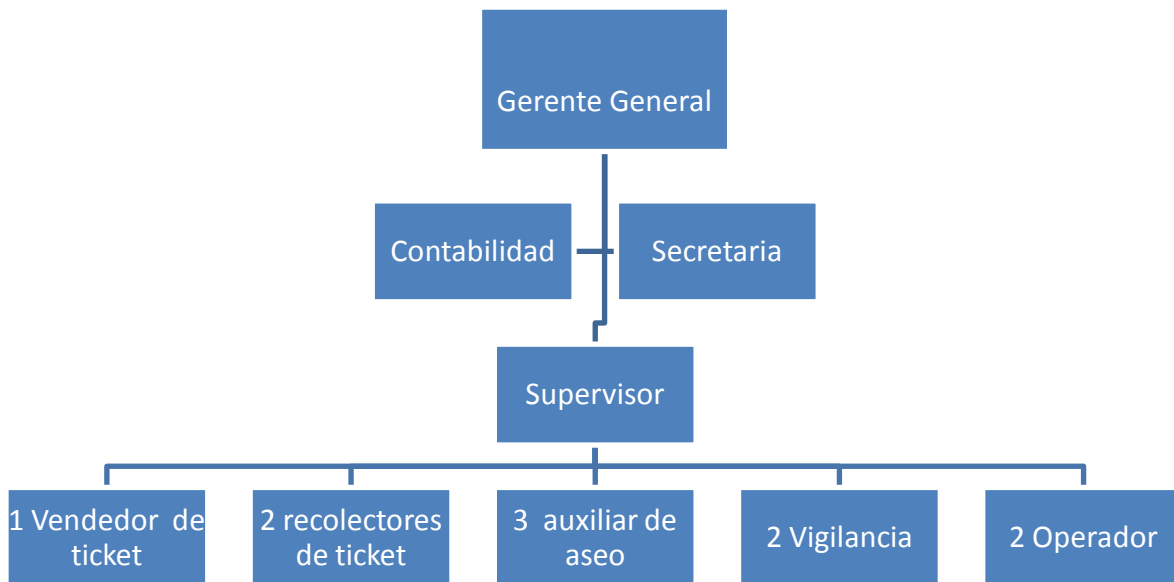 Gerente General
Contabilidad
Secretaria
Supervisor
1 Vendedor de
ticket
2 recolectores
de ticket
3 auxiliar de
aseo
2 Vigilancia
2 Operador